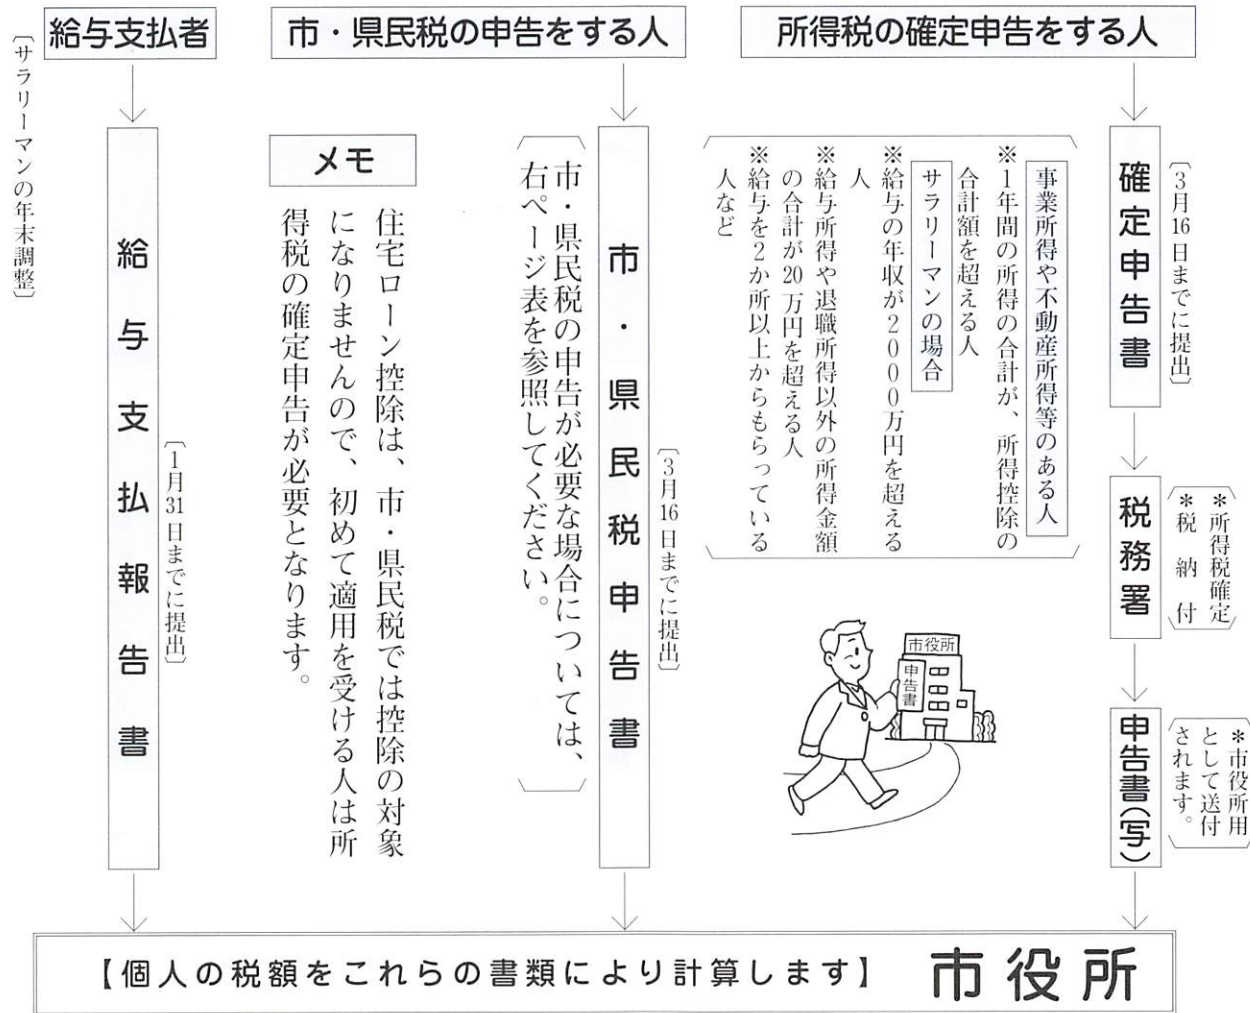 所得税の確定申告をする人
確定申告書
〔3月16日までに提出〕
事業所得や不動産所得等のある人
※1年間の所得の合計が、所得控除の
合計額を超える人
サラリーマンの場合
※給与の年収が2000万円を超える
人
※給与所得や退職所得以外の所得金額
の合計が20万円を超える人
※給与を2か所以上からもらっている
人など
税務署
*所得税確定
*税納付
申告書(写)
*市役所用
として送付
されます。
市役所
申告書
市・県民税の申告をする人
市・県民税申告書
〔3月16日までに提出〕
市・県民税の申告が必要な場合については、
右ページ表を参照してください。
メモ
住宅ローン控除は、市・県民税では控除の対象
になりませんので、初めて適用を受ける人は所
得税の確定申告が必要となります。
給与支払者
〔サラリーマンの年末調整〕
給与支払報告書
〔1月31日までに提出〕
【個人の税額をこれらの書類により計算します】 市役所